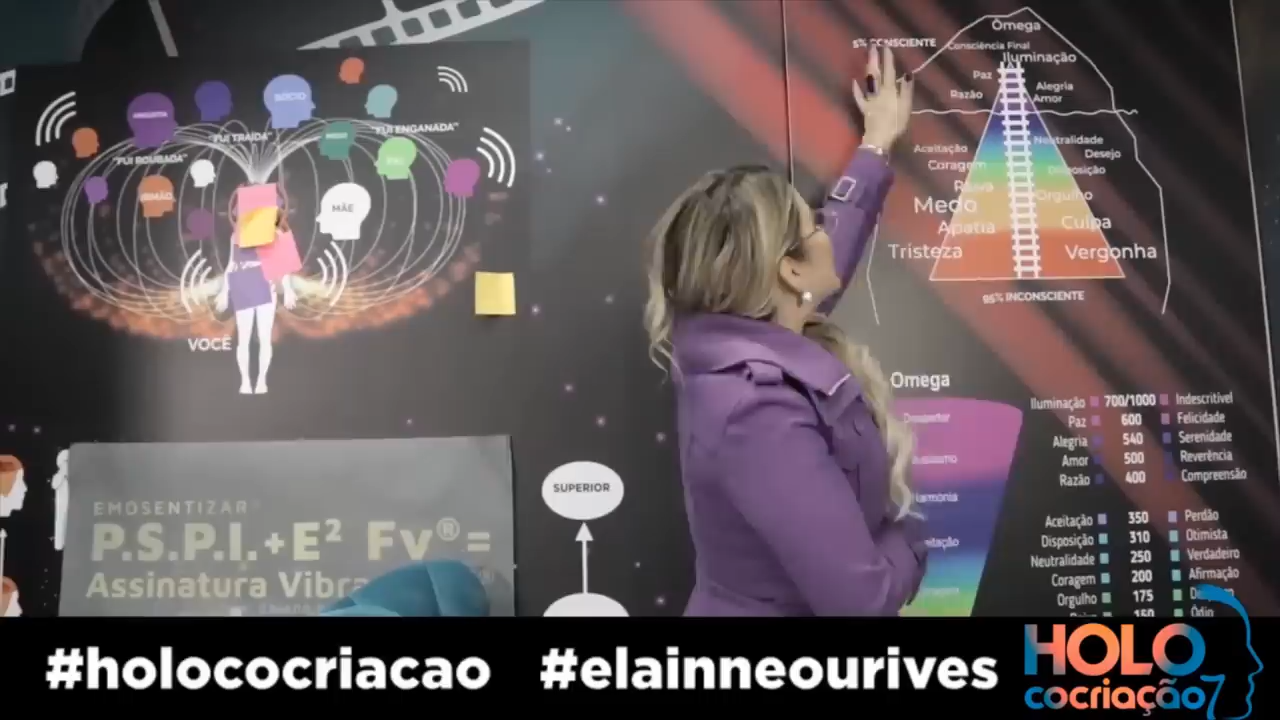 SÓCIO
"FUI TRAÍDA"
"FUI ENGANADA"
"FUI ROUBADA"
PAI
IRMÃO
MÃE
VOCÊ
EMOSENTIZAR®
P.S.P.I.+E² Fv® =
Assinatura Vibra
SUPERIOR
Ômega
5% CONSCIENTE
Consciência Final
Iluminação
Paz
Alegria
Razão
Amor
Aceitação
Neutralidade
Desejo
Coragem
Disposição
Raiva
Orgulho
Medo
Culpa
Apatia
Tristeza
Vergonha
95% INCONSCIENTE
Omega
Harmonia
Iluminação 700/1000 Indescritível
Paz 600 Felicidade
Alegria 540 Serenidade
Amor 500 Reverência
Razão 400 Compreensão
Aceitação 350 Perdão
Disposição 310 Otimista
Neutralidade 250 Verdadeiro
Coragem 200 Afirmação
Orgulho 175
150 Ódio
#holococriacao #elainneourives
HOLO
cocriação 7